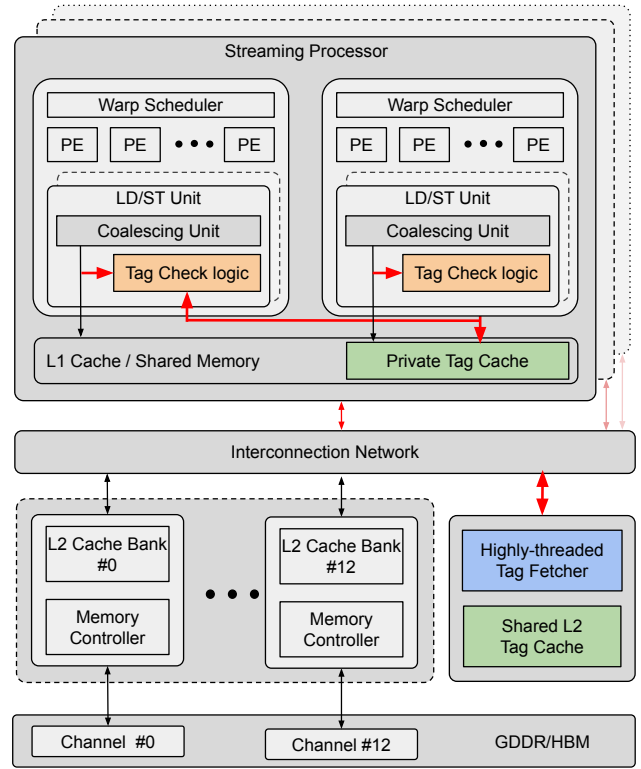 Streaming Processor
Warp Scheduler
PE PE PE
LD/ST Unit
Coalescing Unit
Tag Check logic
Warp Scheduler
PE PE PE
LD/ST Unit
Coalescing Unit
Tag Check logic
L1 Cache / Shared Memory
Private Tag Cache
Interconnection Network
L2 Cache Bank
#0
Memory
Controller
L2 Cache Bank
#12
Memory
Controller
Highly-threaded
Tag Fetcher
Shared L2
Tag Cache
Channel #0
Channel #12
GDDR/HBM